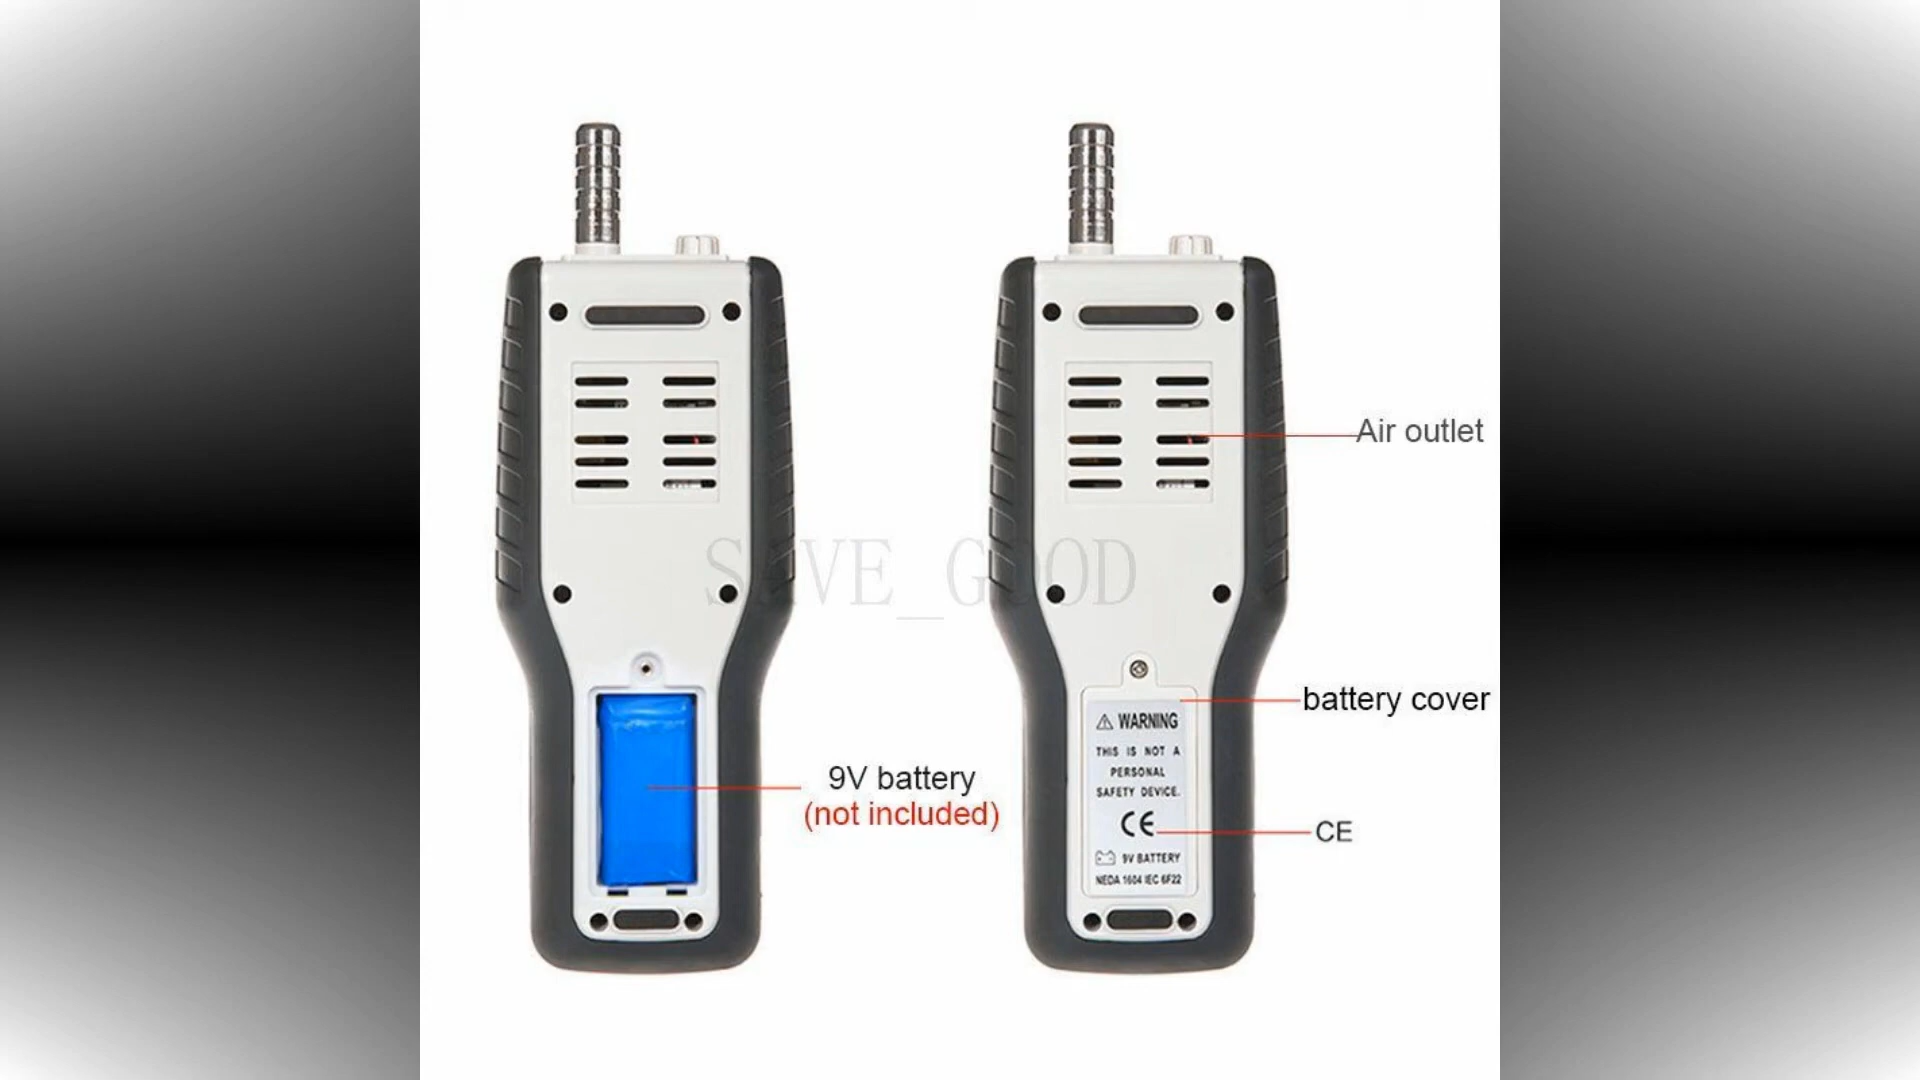 Air outlet
SAVE_GOOD
battery cover
WARNING
THIS IS NOT A
PERSONAL
SAFETY DEVICE.
9V battery
(not included)
CE
CE
9V BATTERY
NEDA 1604 IEC 6F22